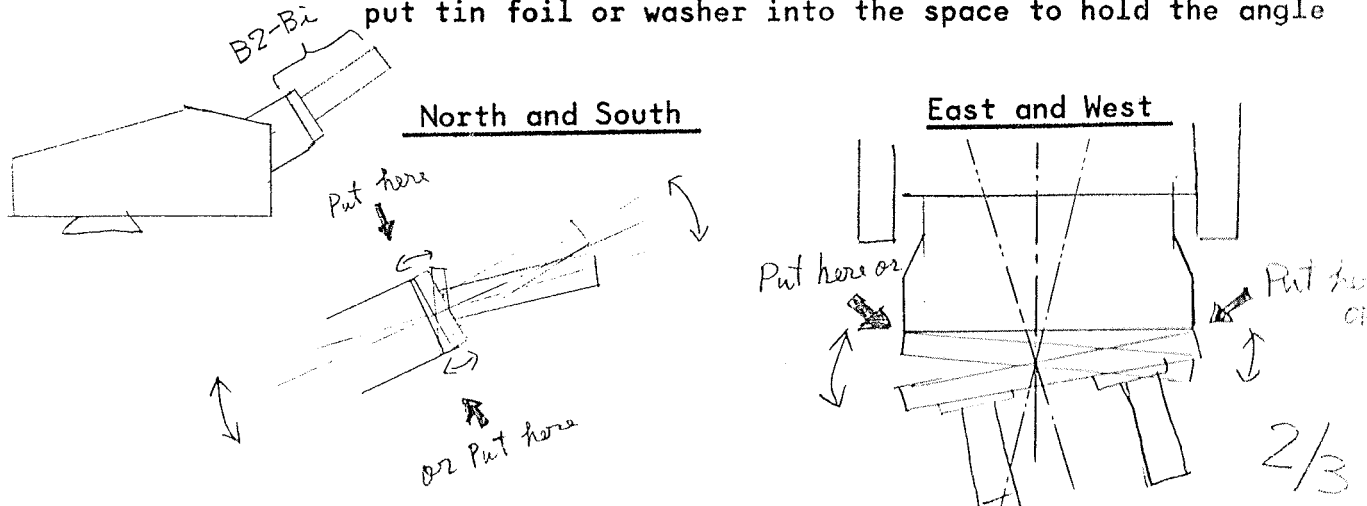 put tin foil or washer into the space to hold the angle
B2-Bi
North and South
East and West
Put here
or Put here
Put here or
Put
2/3